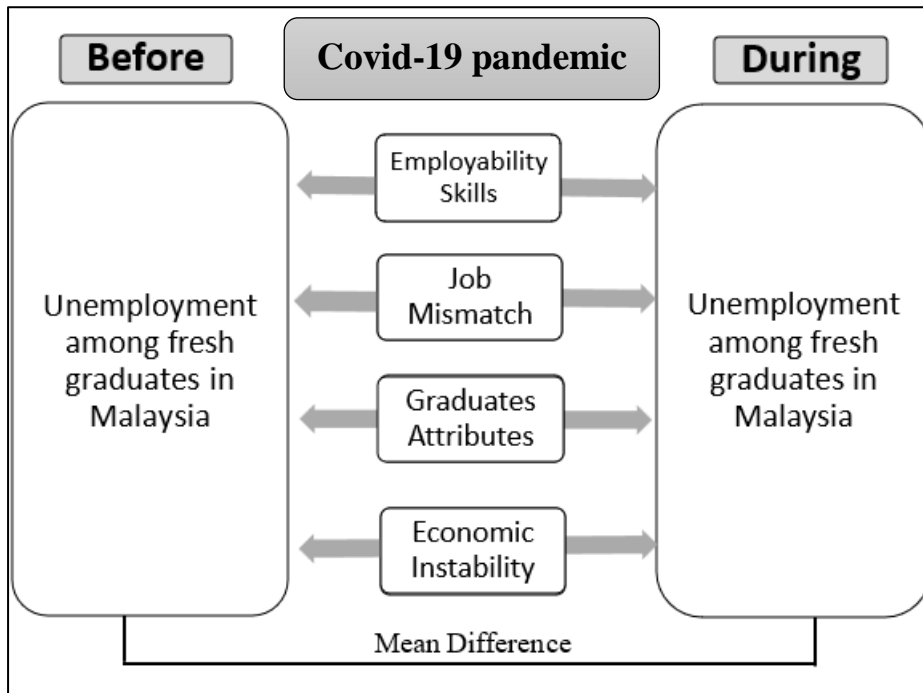 Before
Covid-19 pandemic
During
Unemployment
among fresh
graduates in
Malaysia
Employability
Skills
Job
Mismatch
Graduates
Attributes
Economic
Instability
Unemployment
among fresh
graduates in
Malaysia
Mean Difference